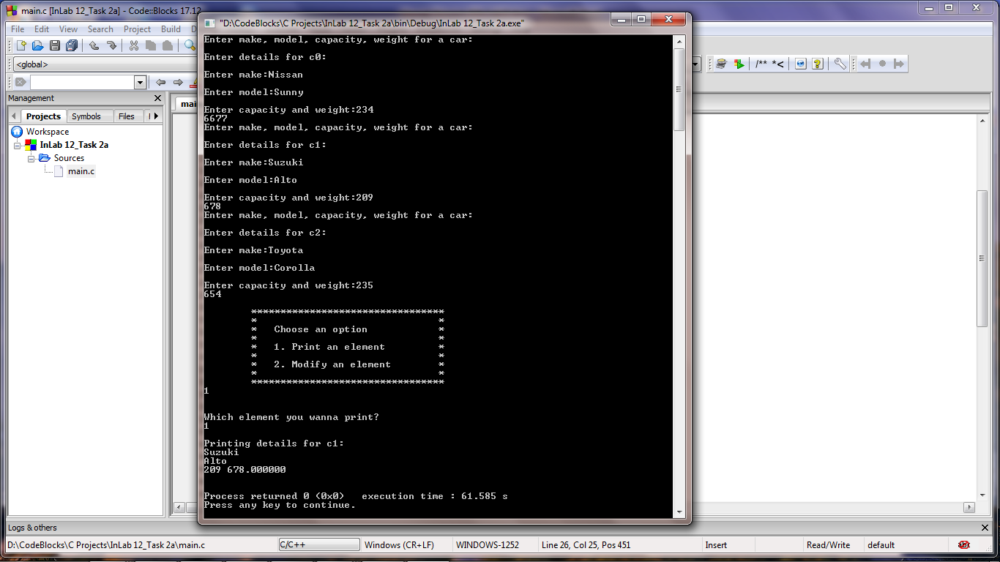 main.c [InLab 12_Task 2a] - Code::Blocks 17.12
File Edit View Search Project Build
<global>
/** *<
Management
Projects Symbols Files
Workspace
InLab 12_Task 2a
Sources
main.c
"D:\CodeBlocks\C Projects\InLab 12_Task 2a\bin\Debug\InLab 12_Task 2a.exe"
Enter make, model, capacity, weight for a car:
Enter details for c0:
Enter make:Nissan
Enter model:Sunny
Enter capacity and weight:234
6677
Enter make, model, capacity, weight for a car:
Enter details for c1:
Enter make:Suzuki
Enter model:Alto
Enter capacity and weight:209
678
Enter make, model, capacity, weight for a car:
Enter details for c2:
Enter make:Toyota
Enter model:Corolla
Enter capacity and weight:235
654
*********************************
* *
* Choose an option *
* *
* 1. Print an element *
* *
* 2. Modify an element *
* *
*********************************
1
Which element you wanna print?
1
Printing details for c1:
Suzuki
Alto
209 678.000000
Process returned 0 (0x0) execution time : 61.585 s
Press any key to continue.
Logs & others
D:\CodeBlocks\C Projects\InLab 12_Task 2a\main.c C/C++ Windows (CR+LF) WINDOWS-1252 Line 26, Col 25, Pos 451 Insert Read/Write default